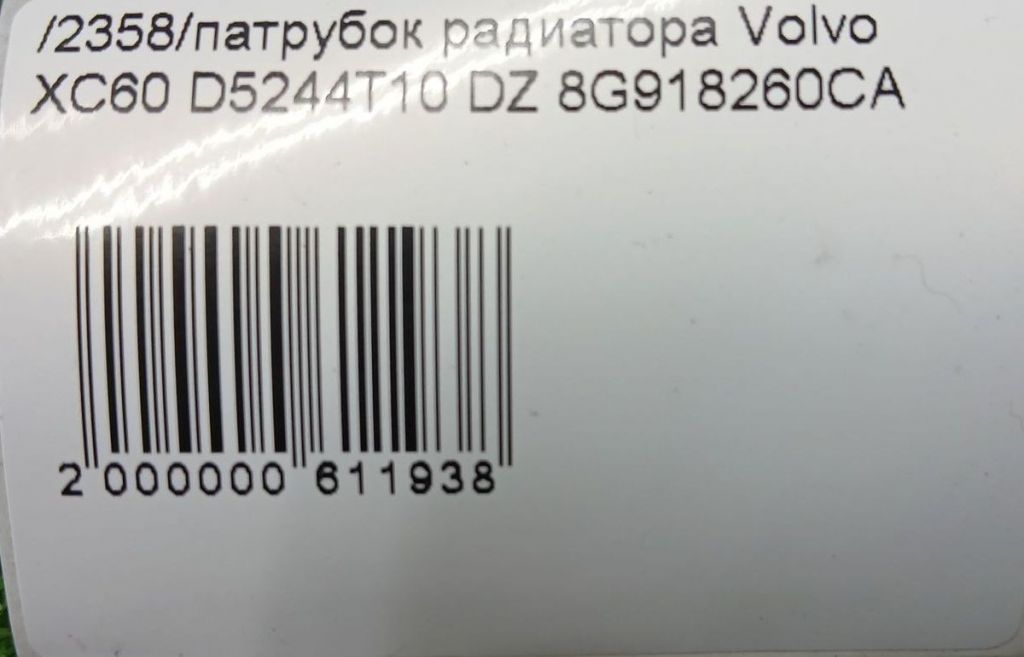 /2358/патрубок радиатора Volvo
XC60 D5244T10 DZ 8G918260CA
2 000000 611938